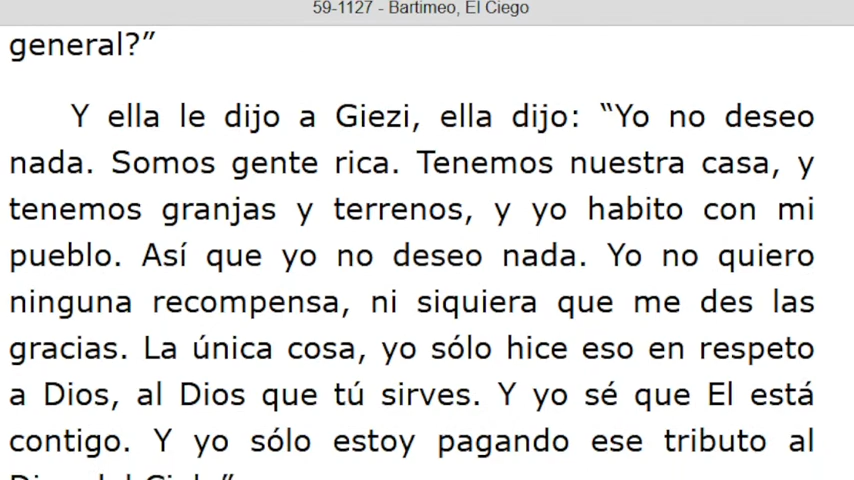 59-1127 - Bartimeo, El Ciego
general?”
Y ella le dijo a Giezi, ella dijo: “Yo no deseo
nada. Somos gente rica. Tenemos nuestra casa, y
tenemos granjas y terrenos, y yo habito con mi
pueblo. Así que yo no deseo nada. Yo no quiero
ninguna recompensa, ni siquiera que me des las
gracias. La única cosa, yo sólo hice eso en respeto
a Dios, al Dios que tú sirves. Y yo sé que El está
contigo. Y yo sólo estoy pagando ese tributo al